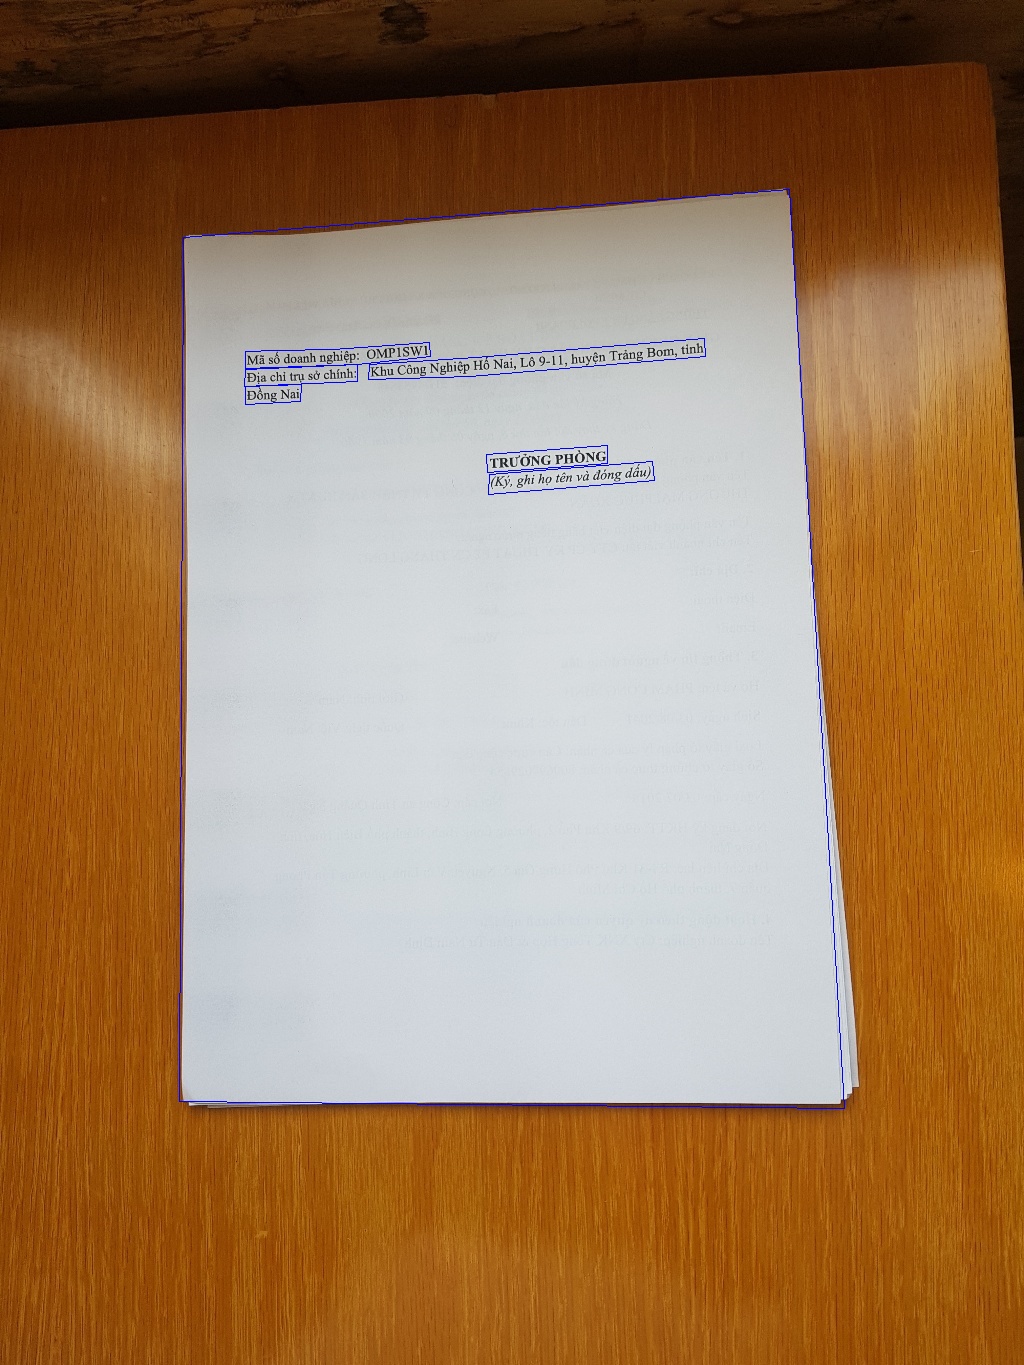 Mã số doanh nghiệp: OMP1SW1
Địa chỉ trụ sở chính: Khu Công Nghiệp Hố Nai, Lô 9-11, huyện Trảng Bom, tỉnh
Đồng Nai
TRƯỞNG PHÒNG
(Ký, ghi họ tên và đóng dấu)